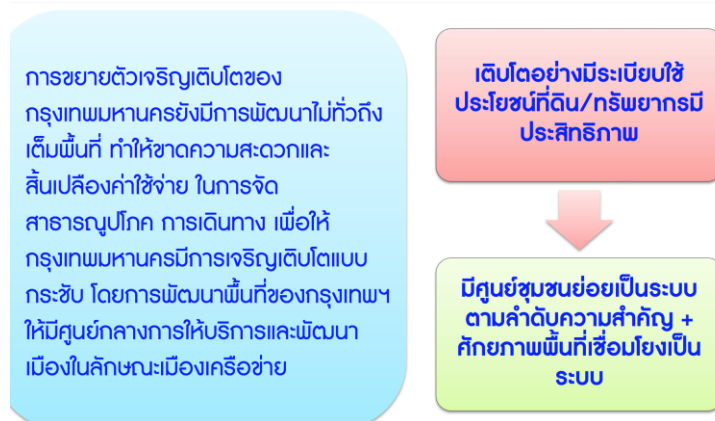 การขยายตัวเจริญเติบโตของ
กรุงเทพมหานครยังมีการพัฒนาไม่ทั่วถึง
เต็มพื้นที่ ทำให้ขาดความสะดวกและ
สิ้นเปลืองค่าใช้จ่าย ในการจัด
สาธารณูปโภค การเดินทาง เพื่อให้
กรุงเทพมหานครมีการเจริญเติบโตแบบ
กระชับ โดยการพัฒนาพื้นที่ของกรุงเทพฯ
ให้มีศูนย์กลางการให้บริการและพัฒนา
เมืองในลักษณะเมืองเครือข่าย
เติบโตอย่างมีระเบียบใช้
ประโยชน์ที่ดิน/ทรัพยากรมี
ประสิทธิภาพ
มีศูนย์ชุมชนย่อยเป็นระบบ
ตามลำดับความสำคัญ +
ศักยภาพพื้นที่เชื่อมโยงเป็น
ระบบ